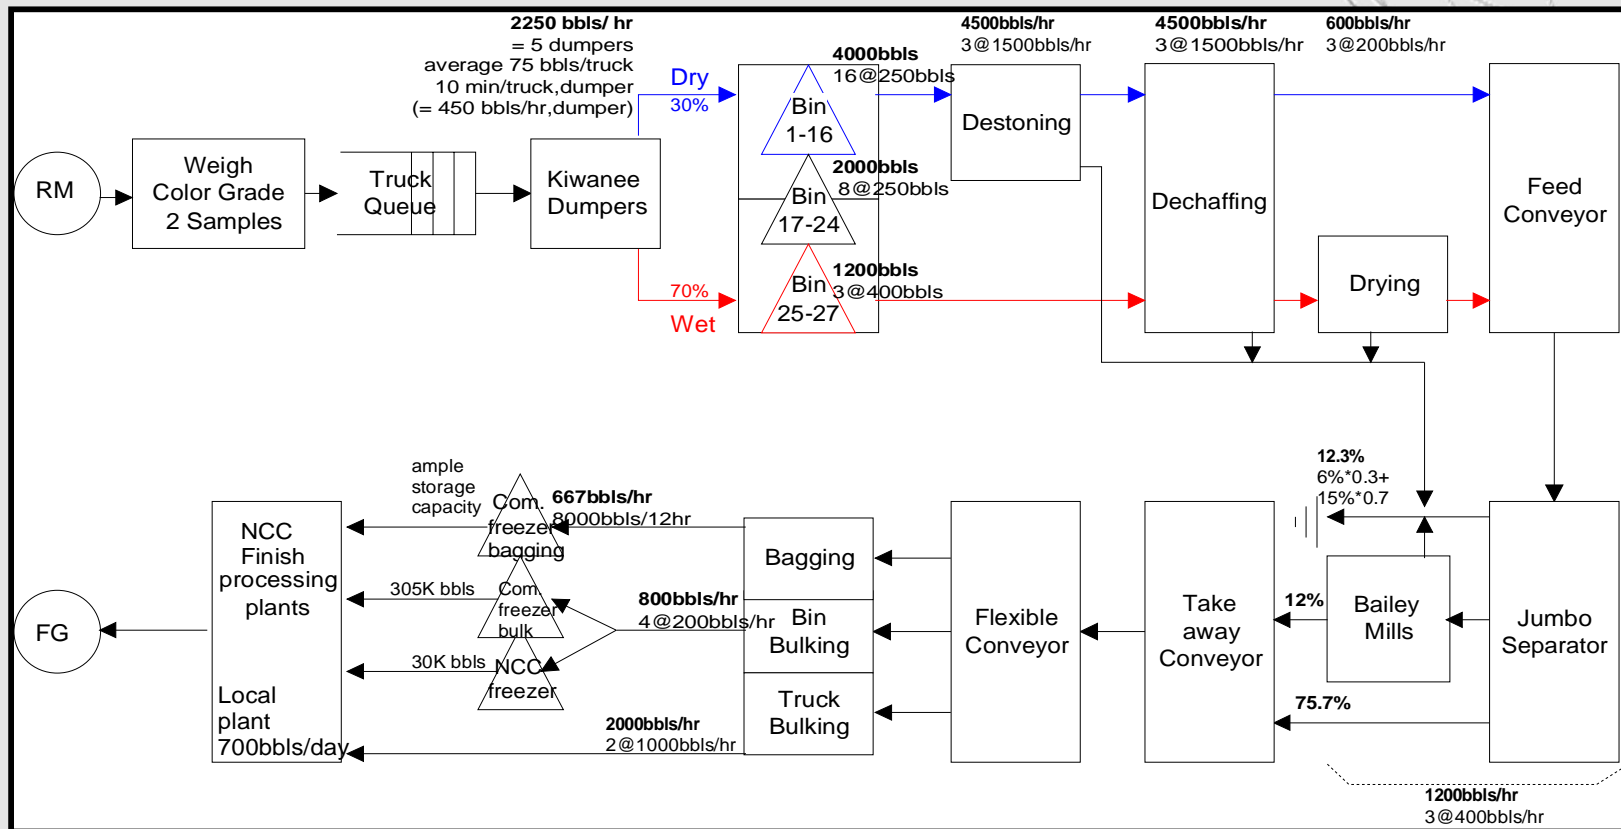 2250 bbls/ hr
= 5 dumpers
average 75 bbls/truck
10 min/truck,dumper
(= 450 bbls/hr,dumper)
4500bbls/hr
3@1500bbls/hr
4500bbls/hr
3@1500bbls/hr
600bbls/hr
3@200bbls/hr
RM
Weigh
Color Grade
2 Samples
Truck
Queue
Kiwanee
Dumpers
Dry
30%
70%
Wet
4000bbls
16@250bbls
Bin
1-16
2000bbls
8@250bbls
Bin
17-24
1200bbls
3@400bbls
Bin
25-27
Destoning
Dechaffing
Drying
Feed
Conveyor
12.3%
6%*0.3+
15%*0.7
Jumbo
Separator
Bailey
Mills
12%
75.7%
1200bbls/hr
3@400bbls/hr
Take
away
Conveyor
Flexible
Conveyor
Bagging
Bin
Bulking
Truck
Bulking
667bbls/hr
8000bbls/12hr
800bbls/hr
4@200bbls/hr
2000bbls/hr
2@1000bbls/hr
ample
storage
capacity
Com.
freezer
bagging
305K bbls
Com.
freezer
bulk
30K bbls
NCC
freezer
NCC
Finish
processing
plants
Local
plant
700bbls/day
FG